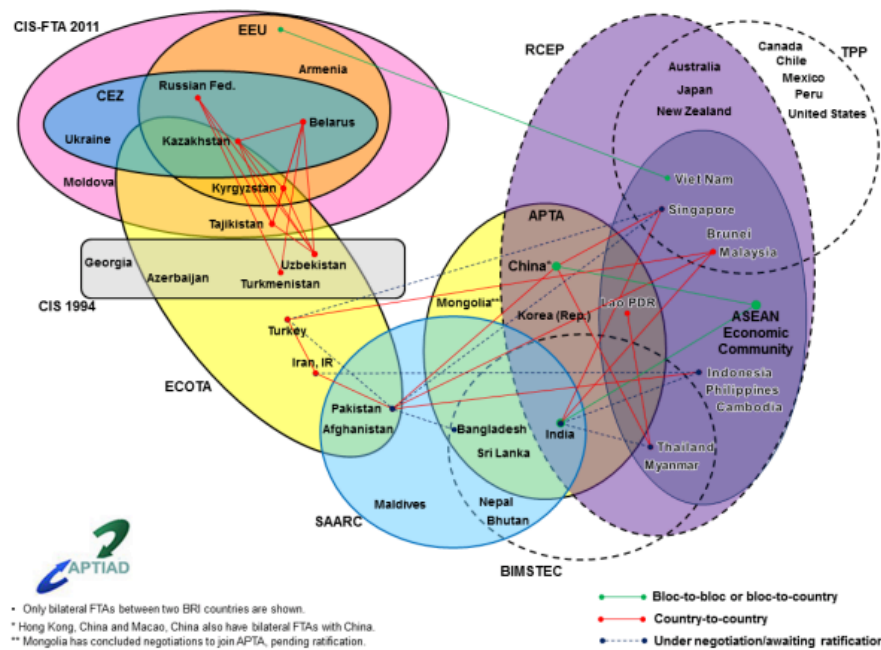 CIS-FTA 2011
EEU
Armenia
Russian Fed.
CEZ
Belarus
Ukraine
Kazakhstan
Moldova
Kyrgyzstan
Tajikistan
Georgia
Uzbekistan
Azerbaijan
Turkmenistan
CIS 1994
Turkey
Iran, IR
ECOTA
Pakistan
Afghanistan
RCEP
TPP
Canada
Chile
Mexico
Peru
United States
Australia
Japan
New Zealand
Viet Nam
Singapore
APTA
Brunei
Malaysia
China*
Mongolia**
Lao PDR
Korea (Rep.)
ASEAN
Economic
Community
Indonesia
Philippines
Cambodia
Bangladesh
India
Sri Lanka
Thailand
Myanmar
Maldives
Nepal
Bhutan
SAARC
BIMSTEC
APTIAD
• Only bilateral FTAs between two BRI countries are shown.
* Hong Kong, China and Macao, China also have bilateral FTAs with China.
** Mongolia has concluded negotiations to join APTA, pending ratification.
Bloc-to-bloc or bloc-to-country
Country-to-country
Under negotiation/awaiting ratification